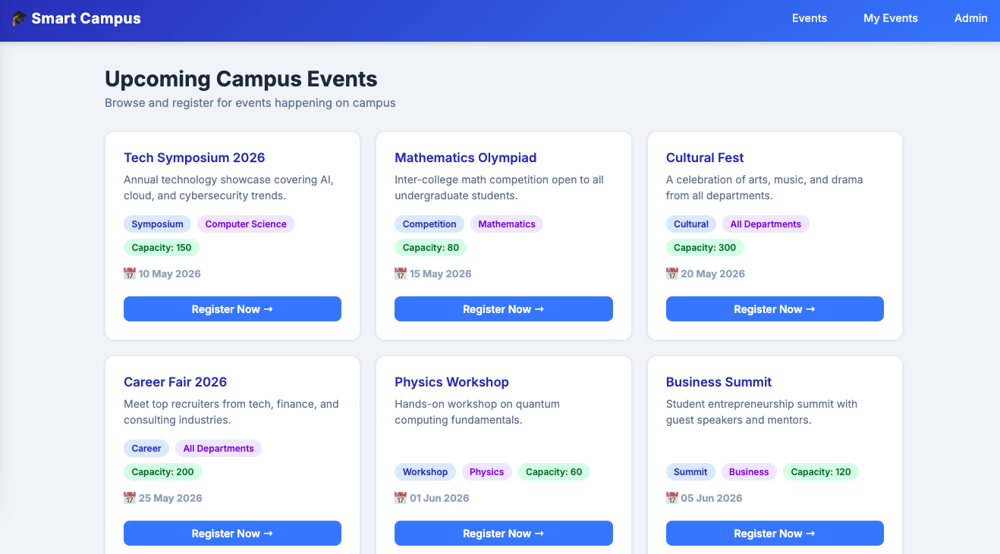 🎓 Smart Campus
Events
My Events
Admin
Upcoming Campus Events
Browse and register for events happening on campus
Tech Symposium 2026
Annual technology showcase covering AI,
cloud, and cybersecurity trends.
Symposium
Computer Science
Capacity: 150
📅 10 May 2026
Register Now →
Mathematics Olympiad
Inter-college math competition open to all
undergraduate students.
Competition
Mathematics
Capacity: 80
📅 15 May 2026
Register Now →
Cultural Fest
A celebration of arts, music, and drama
from all departments.
Cultural
All Departments
Capacity: 300
📅 20 May 2026
Register Now →
Career Fair 2026
Meet top recruiters from tech, finance, and
consulting industries.
Career
All Departments
Capacity: 200
📅 25 May 2026
Register Now →
Physics Workshop
Hands-on workshop on quantum
computing fundamentals.
Workshop
Physics
Capacity: 60
📅 01 Jun 2026
Register Now →
Business Summit
Student entrepreneurship summit with
guest speakers and mentors.
Summit
Business
Capacity: 120
📅 05 Jun 2026
Register Now →